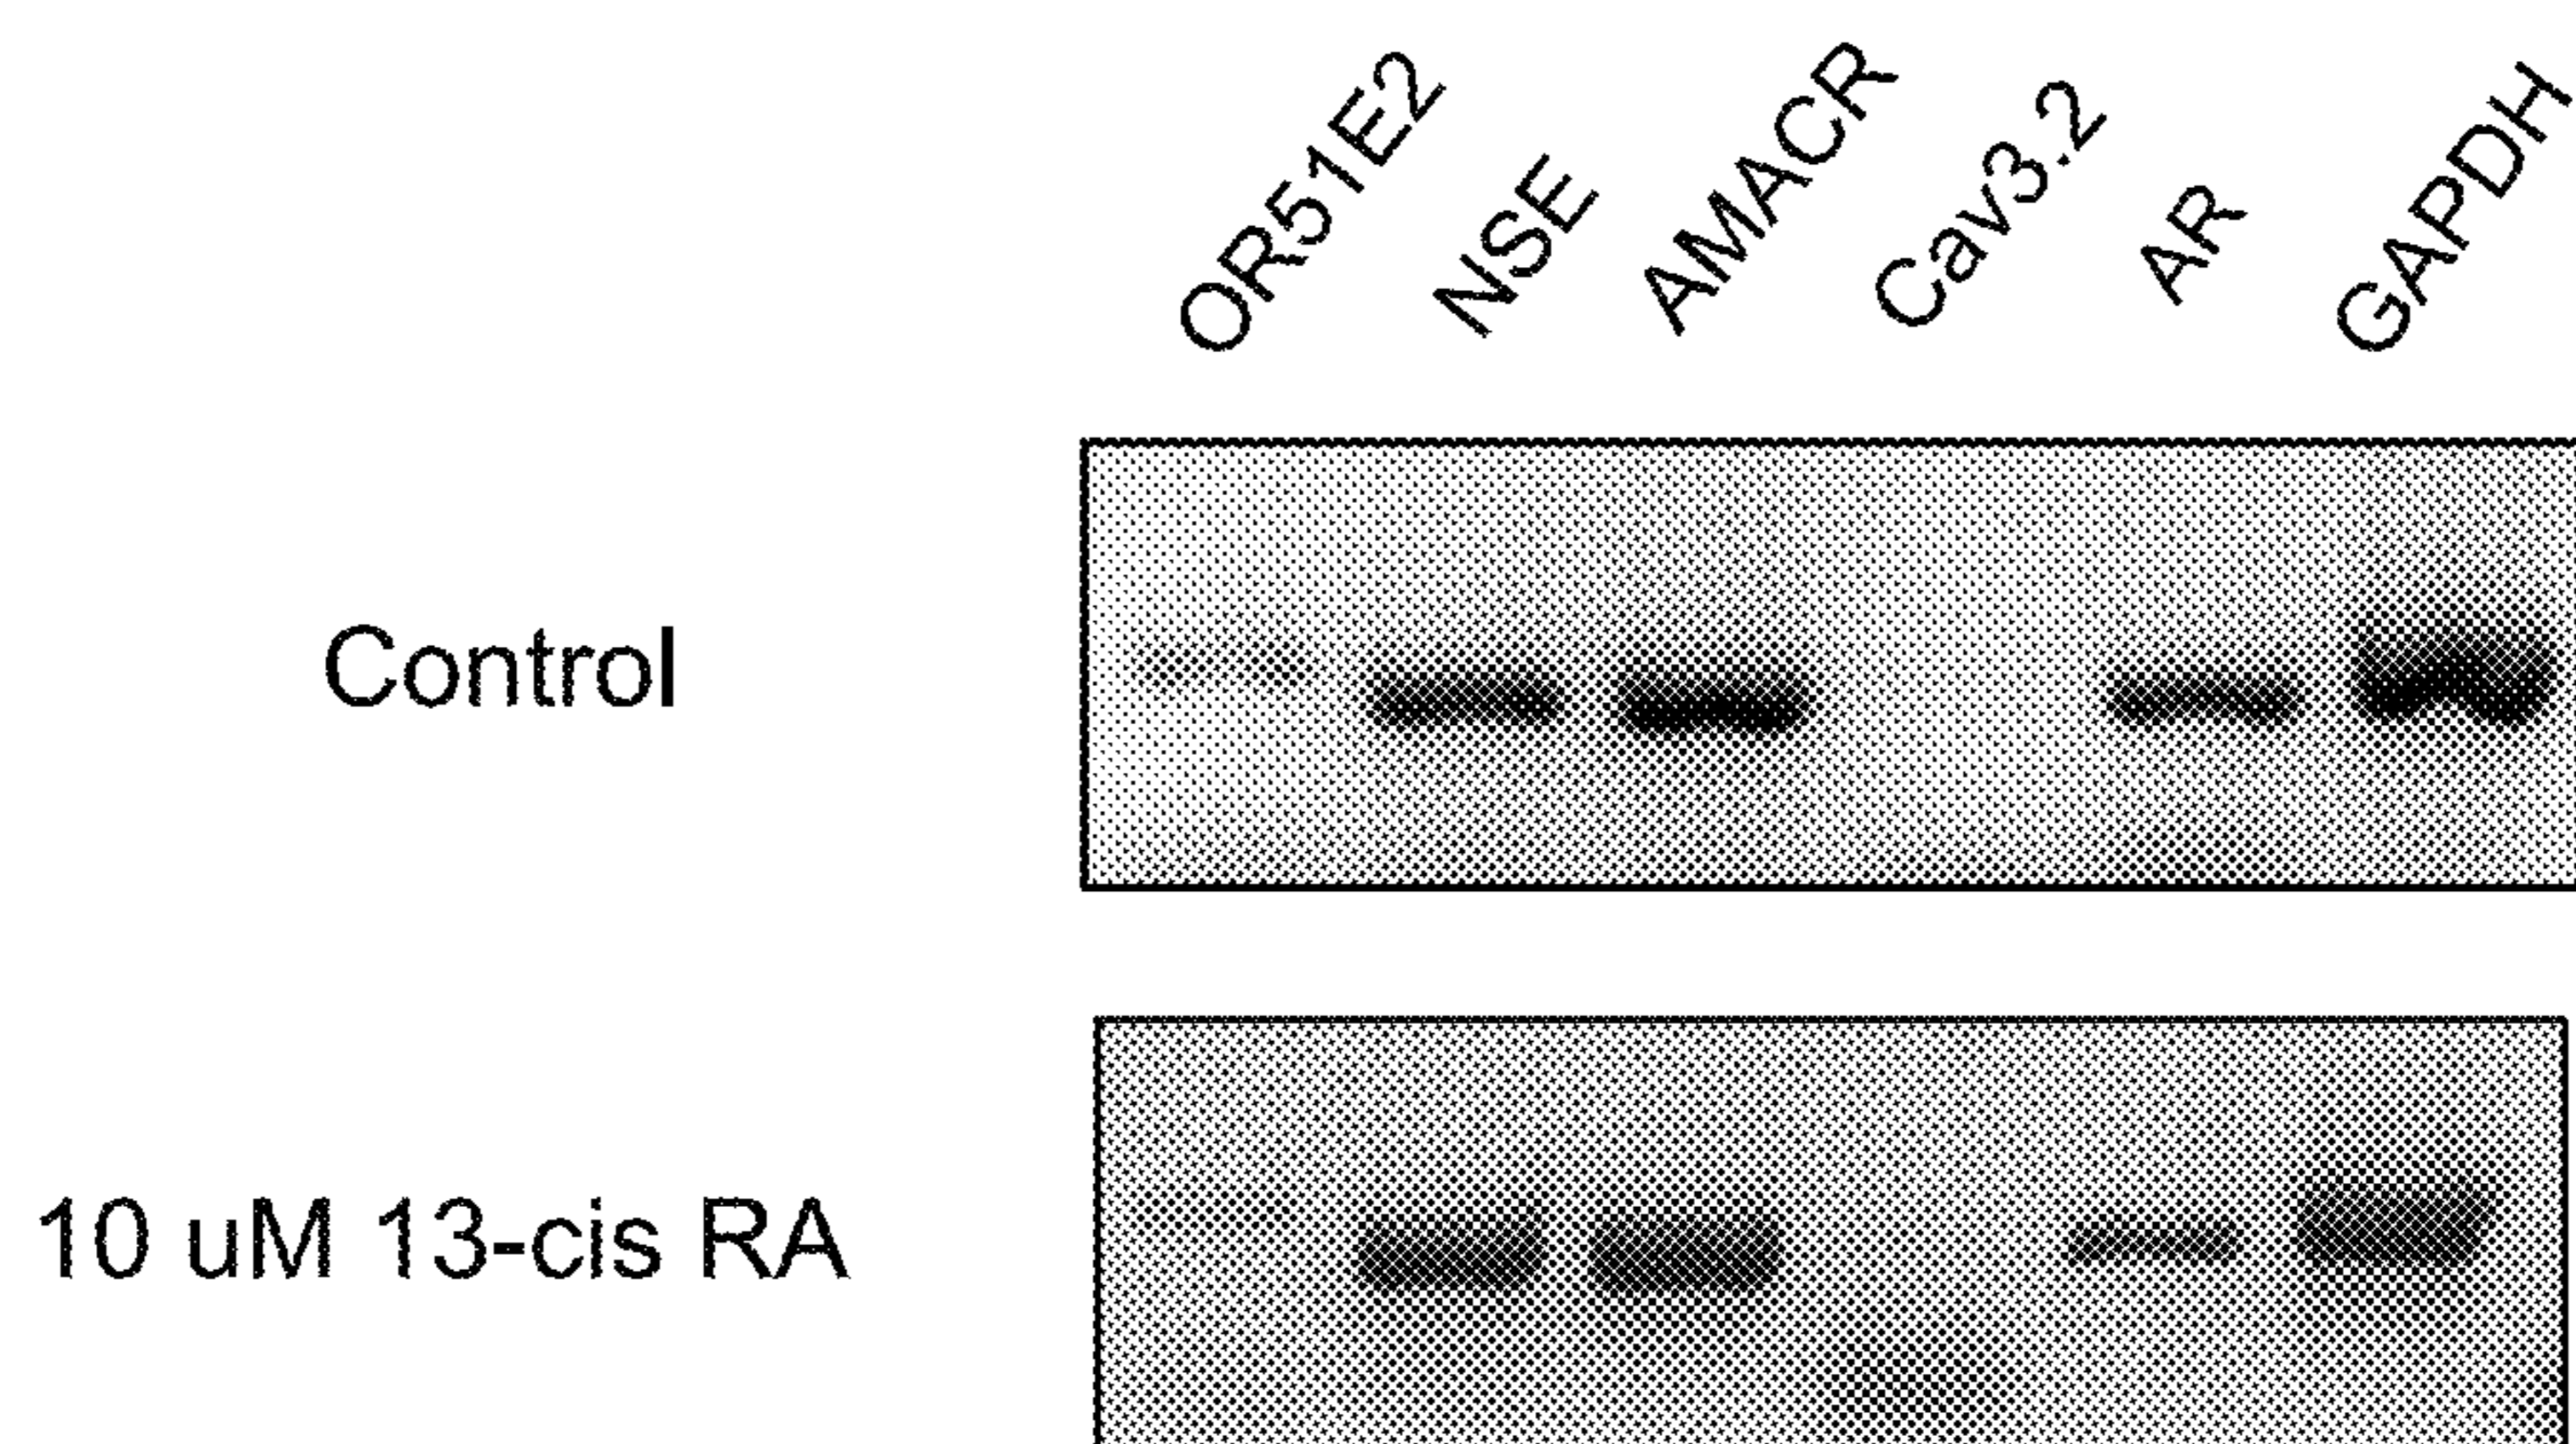 OR51E2
NSE
AMACR
Cav3.2
AR
GAPDH
Control
10 uM 13-cis RA